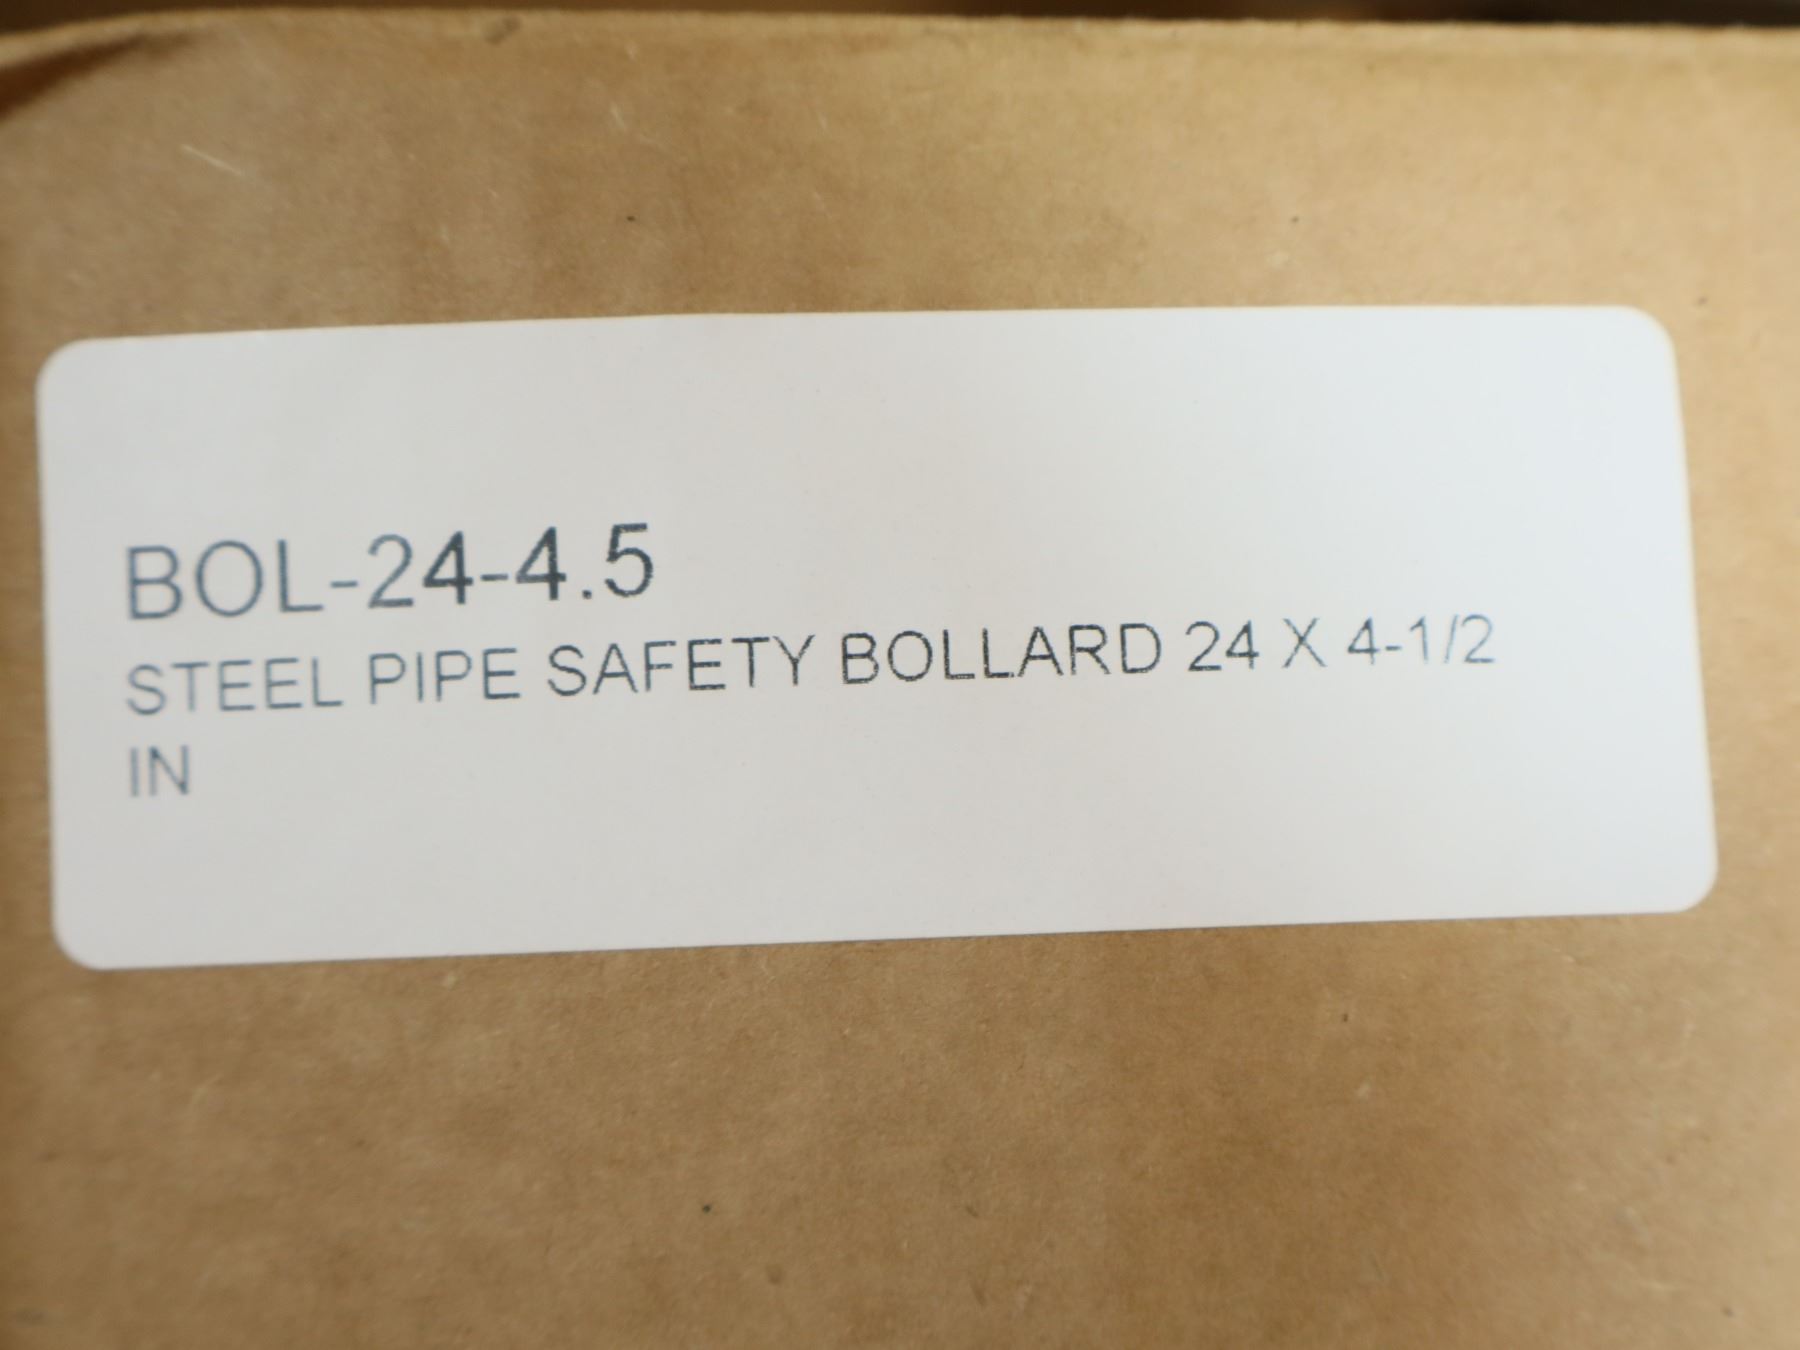 BOL-24-4.5
STEEL PIPE SAFETY BOLLARD 24 X 4-1/2
IN